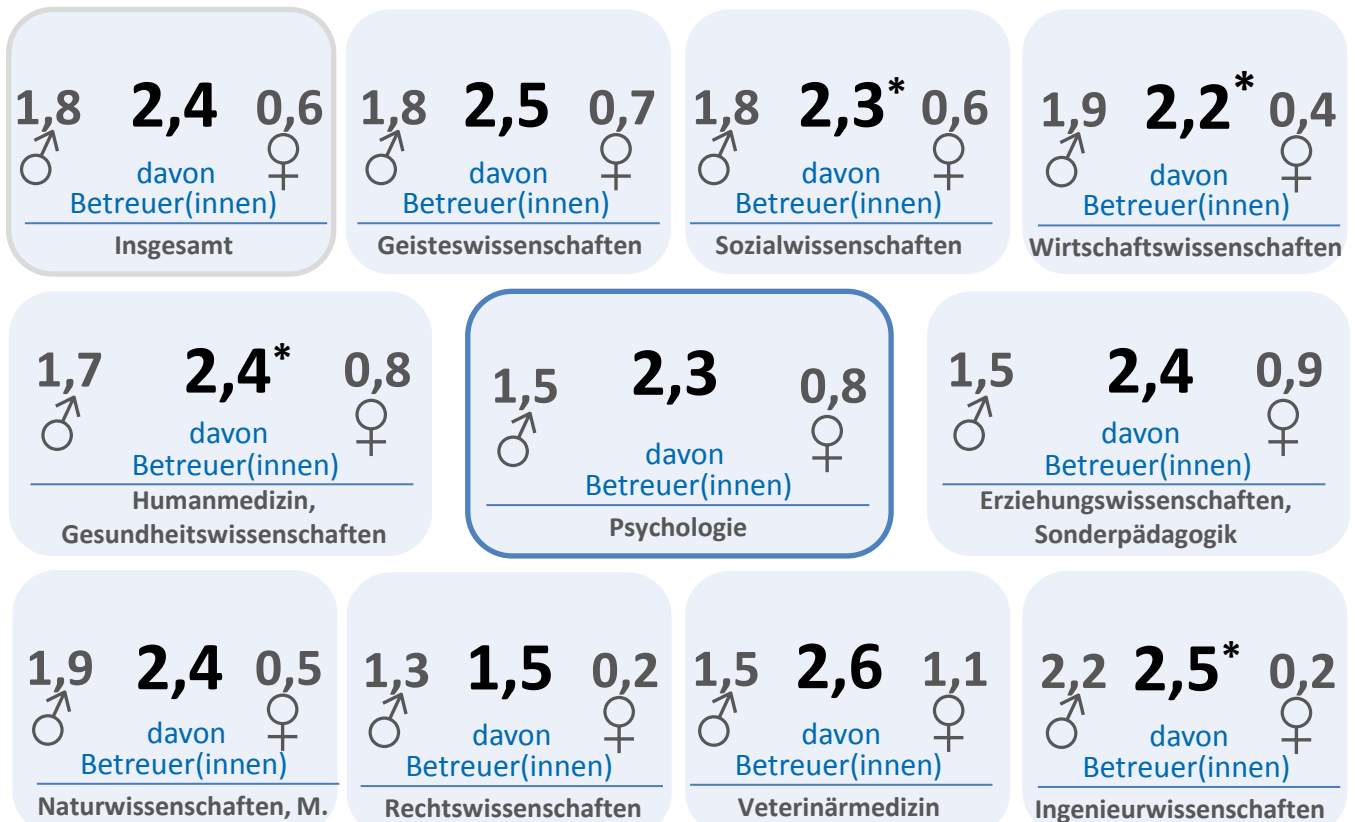 1,8 2,4 0,6
♂ ♀
davon
Betreuer(innen)
Insgesamt
1,8 2,5 0,7
♂ ♀
davon
Betreuer(innen)
Geisteswissenschaften
1,8 2,3* 0,6
♂ ♀
davon
Betreuer(innen)
Sozialwissenschaften
1,9 2,2* 0,4
♂ ♀
davon
Betreuer(innen)
Wirtschaftswissenschaften
1,7 2,4* 0,8
♂ ♀
davon
Betreuer(innen)
Humanmedizin,
Gesundheitswissenschaften
1,5 2,3 0,8
♂ ♀
davon
Betreuer(innen)
Psychologie
1,5 2,4 0,9
♂ ♀
davon
Betreuer(innen)
Erziehungswissenschaften,
Sonderpädagogik
1,9 2,4 0,5
♂ ♀
davon
Betreuer(innen)
Naturwissenschaften, M.
1,3 1,5 0,2
♂ ♀
davon
Betreuer(innen)
Rechtswissenschaften
1,5 2,6 1,1
♂ ♀
davon
Betreuer(innen)
Veterinärmedizin
2,2 2,5* 0,2
♂ ♀
davon
Betreuer(innen)
Ingenieurwissenschaften